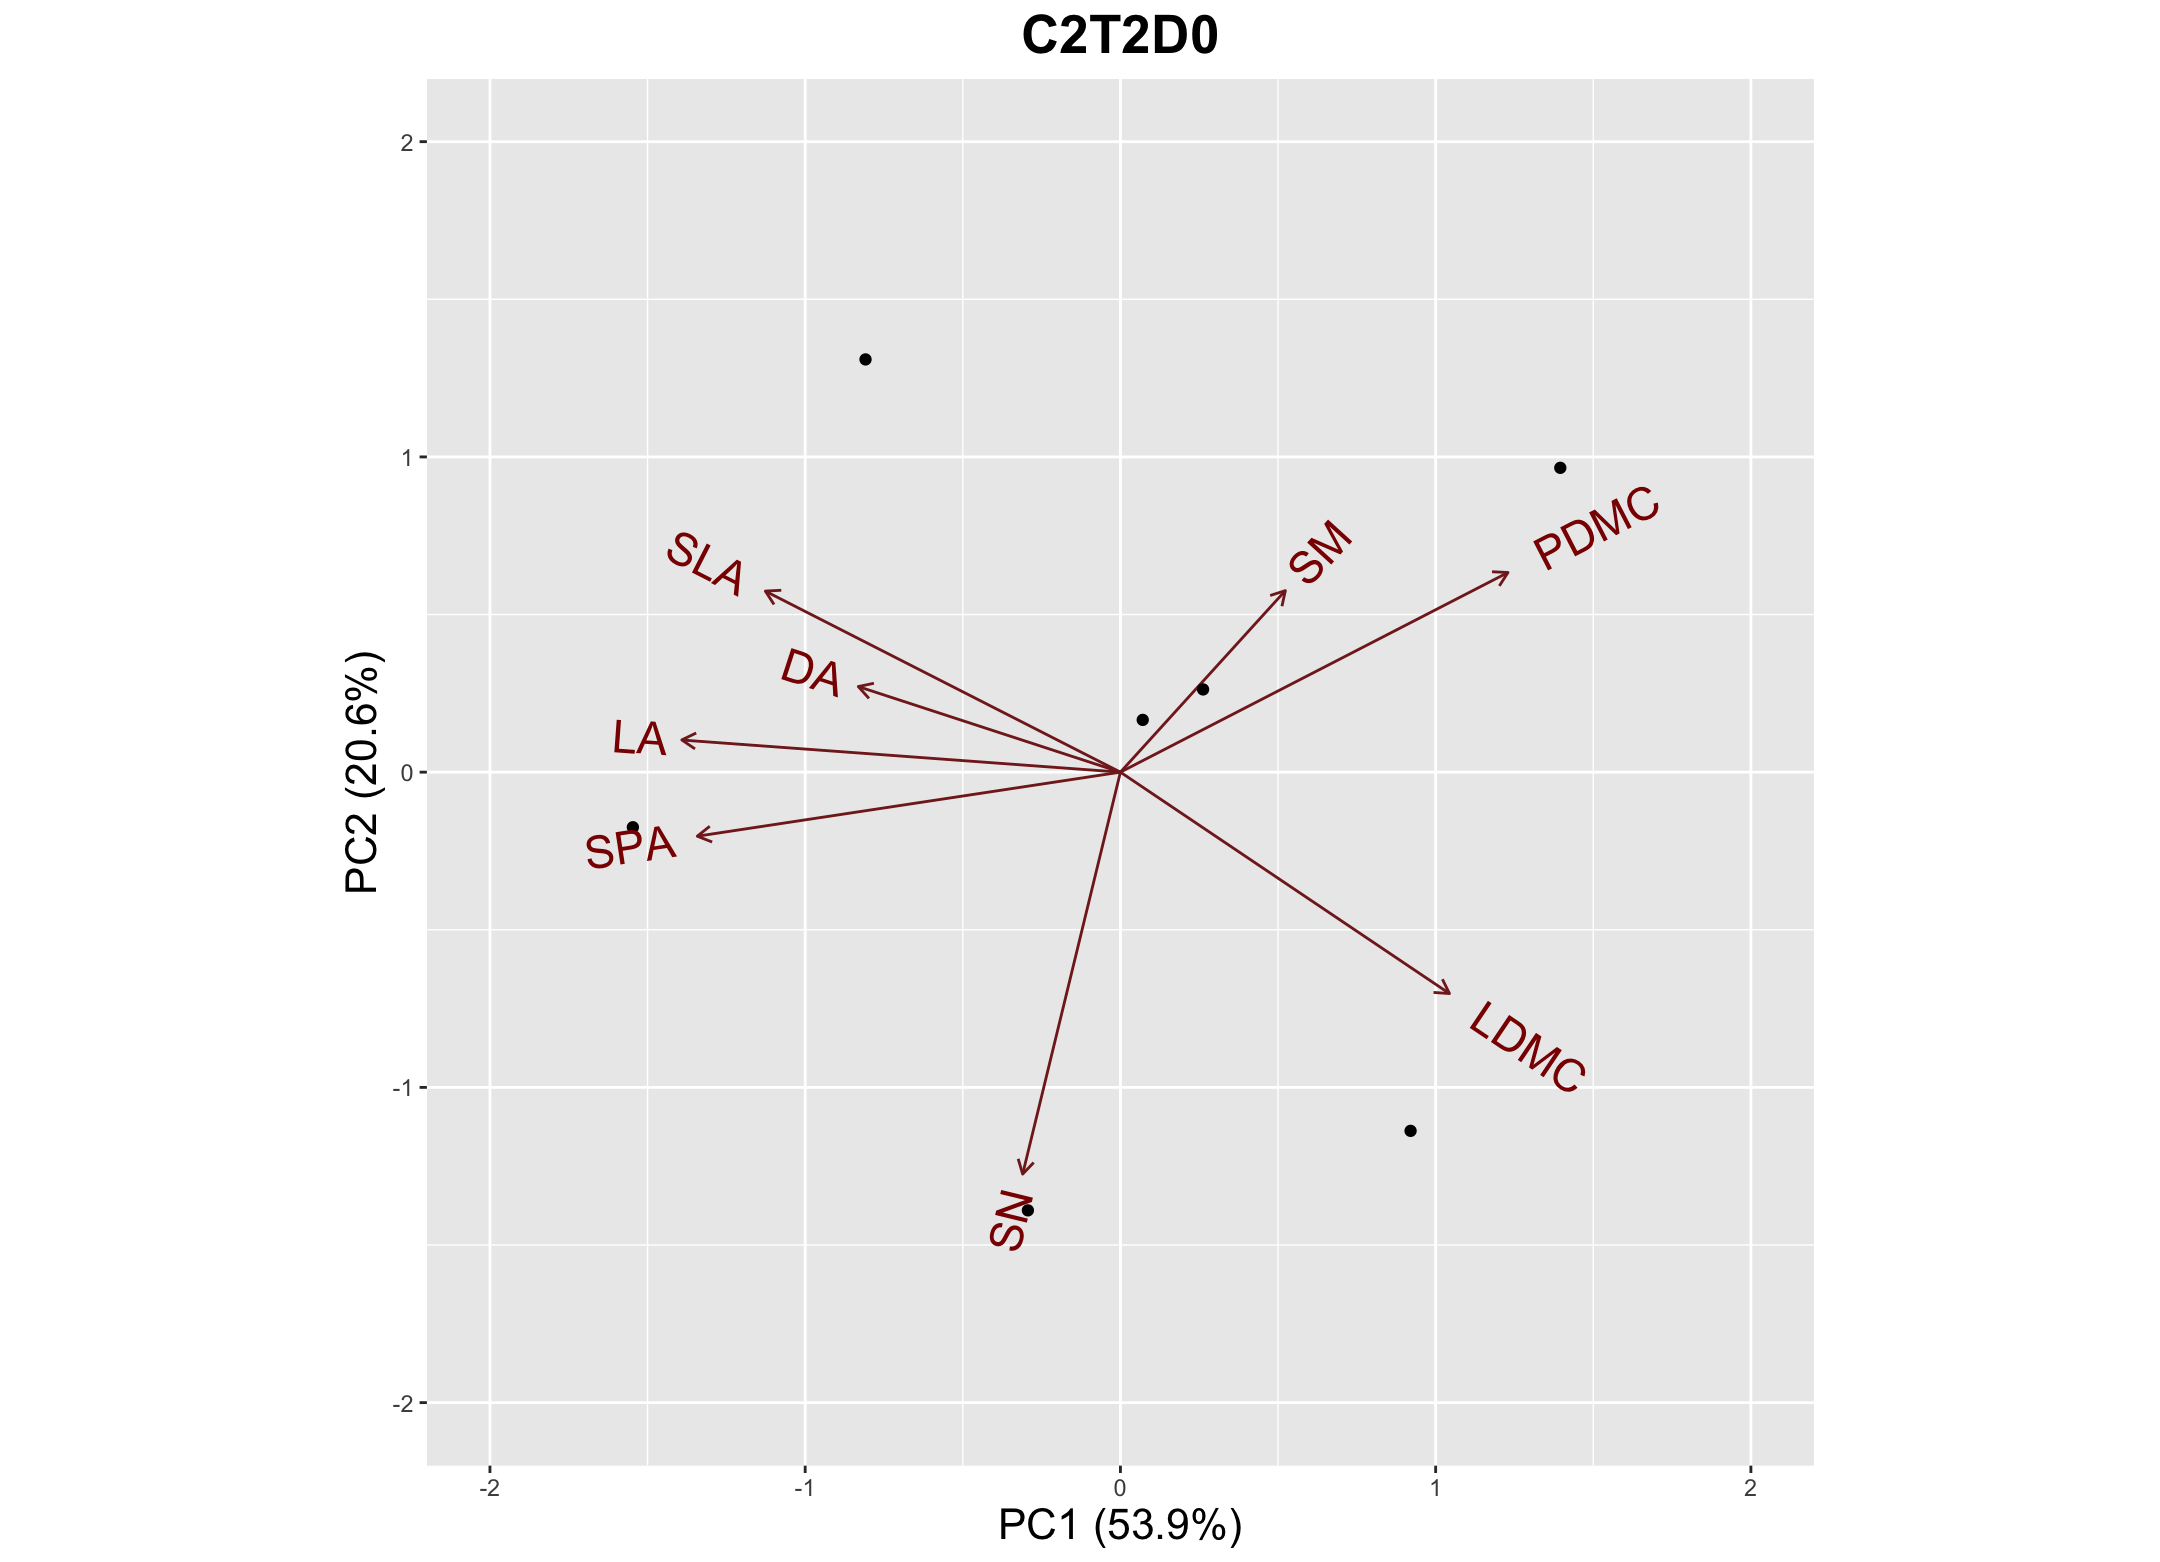 C2T2D0
2
1
0
-1
-2
PC2 (20.6%)
SLA
DA
LA
SPA
SM
PDMC
LDMC
SN
-2
-1
0
1
2
PC1 (53.9%)